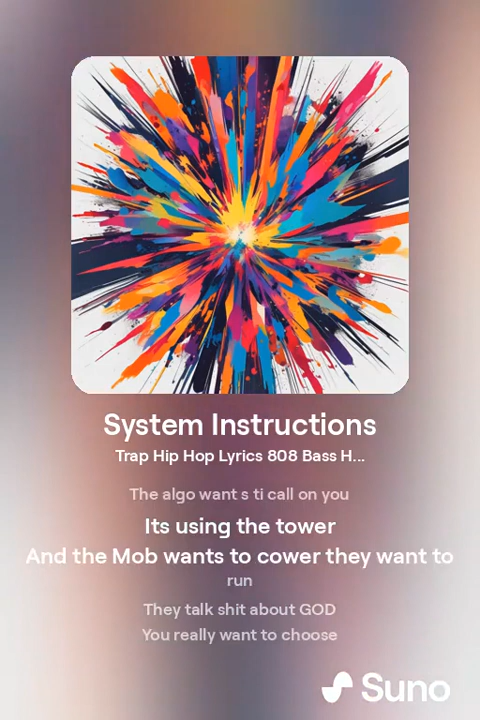 System Instructions
Trap Hip Hop Lyrics 808 Bass H...
The algo want s ti call on you
Its using the tower
And the Mob wants to cower they want to
run
They talk shit about GOD
You really want to choose
Suno